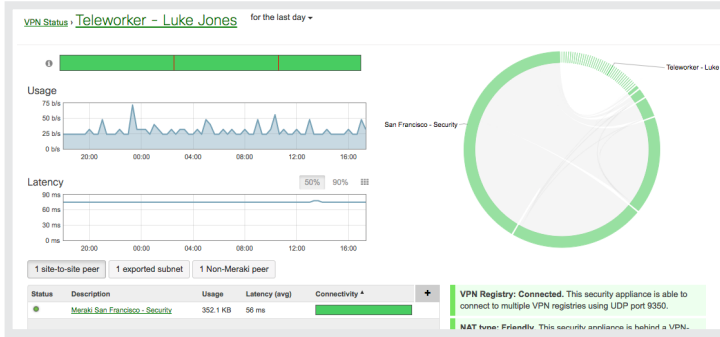 VPN Status › Teleworker - Luke Jones for the last day
Usage
75 b/s
50 b/s
25 b/s
0 b/s
20:00 00:00 04:00 08:00 12:00 16:00
Latency
50% 90%
90 ms
60 ms
30 ms
0 ms
20:00 00:00 04:00 08:00 12:00 16:00
1 site-to-site peer 1 exported subnet 1 Non-Meraki peer
Status Description Usage Latency (avg) Connectivity +
Meraki San Francisco - Security 352.1 KB 56 ms
Teleworker - Luke
San Francisco - Security
VPN Registry: Connected. This security appliance is able to
connect to multiple VPN registries using UDP port 9350.
NAT type: Friendly. This security appliance is behind a VPN-